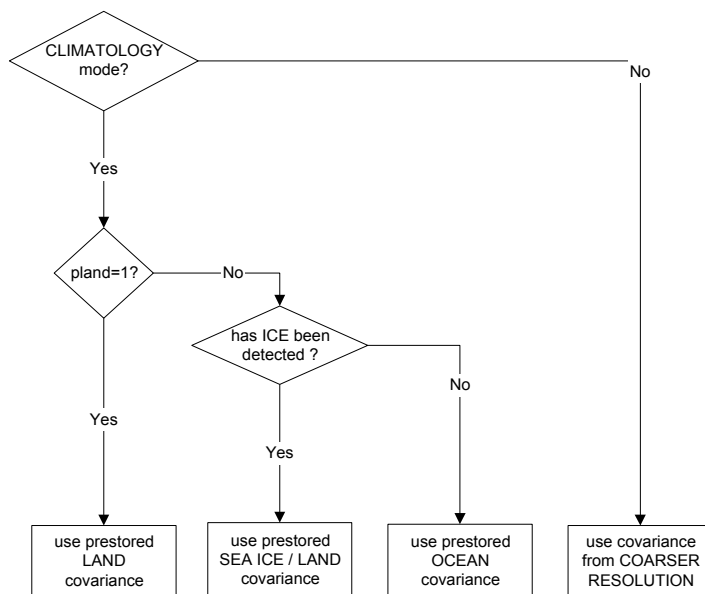 CLIMATOLOGY
mode?
No
Yes
pland=1?
No
has ICE been
detected ?
No
Yes
Yes
use prestored
LAND
covariance
use prestored
SEA ICE / LAND
covariance
use prestored
OCEAN
covariance
use covariance
from COARSER
RESOLUTION